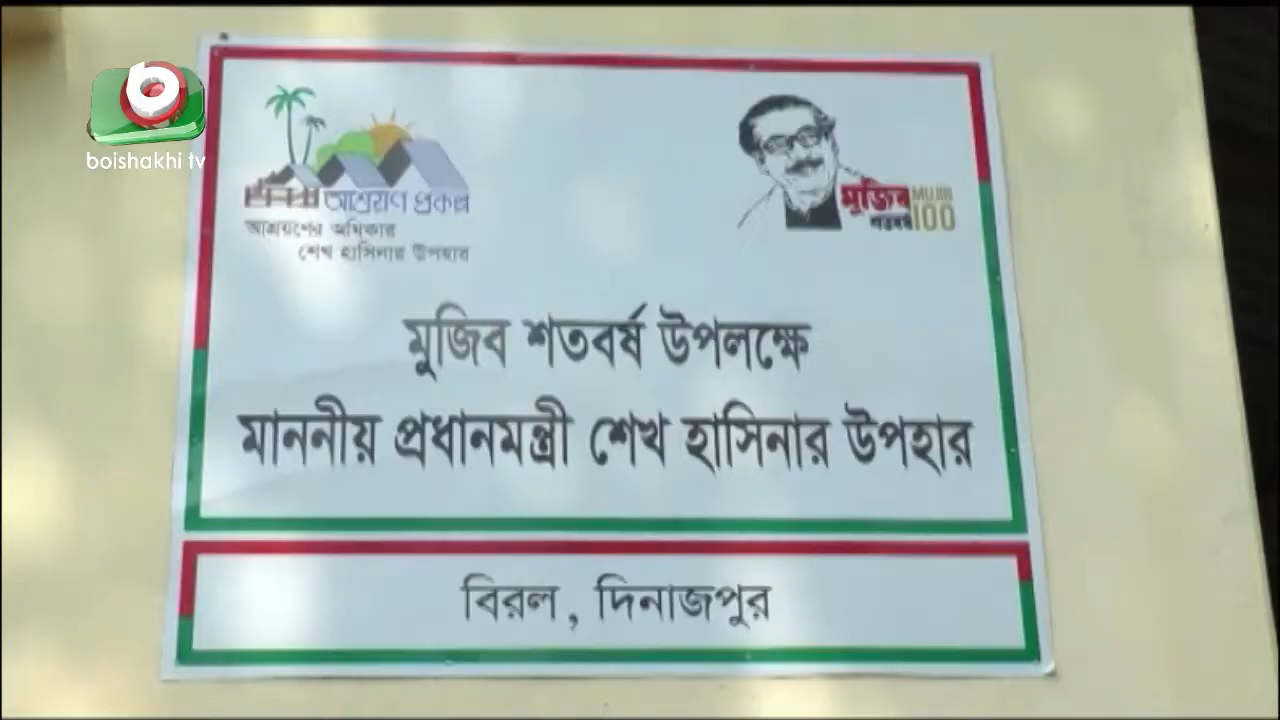 boishakhi tv
আশ্রয়ণ প্রকল্প
আশ্রয়ণের অধিকার
শেখ হাসিনার উপহার
মুজিব MUJIB
শতবর্ষ 100
মুজিব শতবর্ষ উপলক্ষে
মাননীয় প্রধানমন্ত্রী শেখ হাসিনার উপহার
বিরল, দিনাজপুর